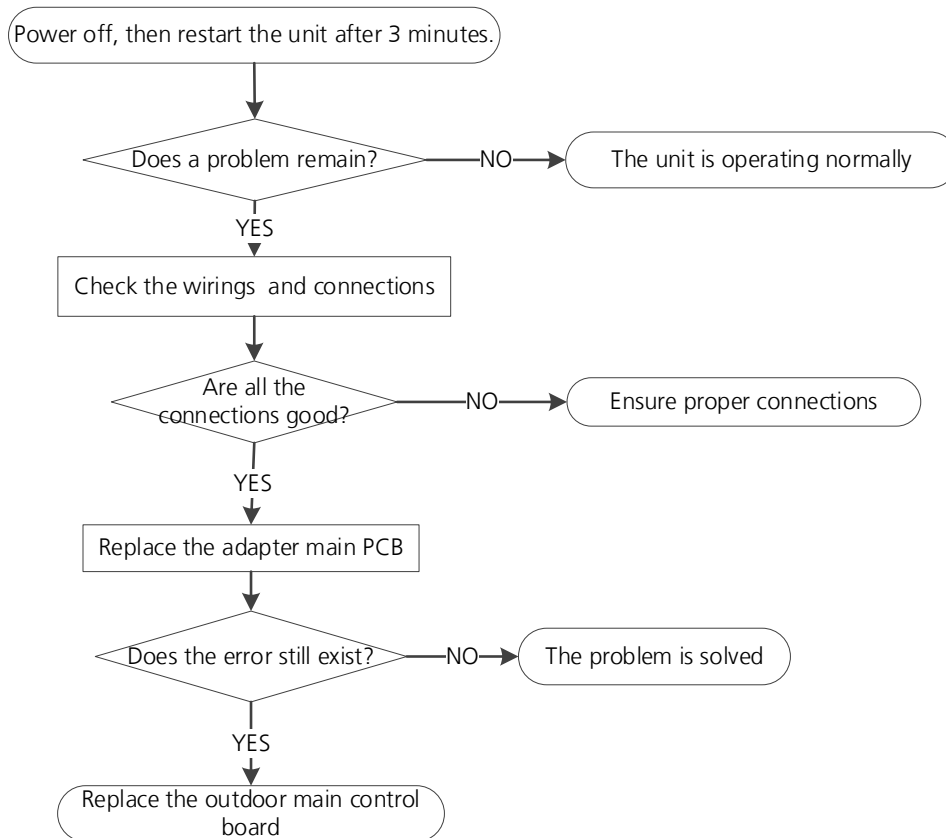 Power off, then restart the unit after 3 minutes.
Does a problem remain?
NO
The unit is operating normally
YES
Check the wirings and connections
Are all the
connections good?
NO
Ensure proper connections
YES
Replace the adapter main PCB
Does the error still exist?
NO
The problem is solved
YES
Replace the outdoor main control
board